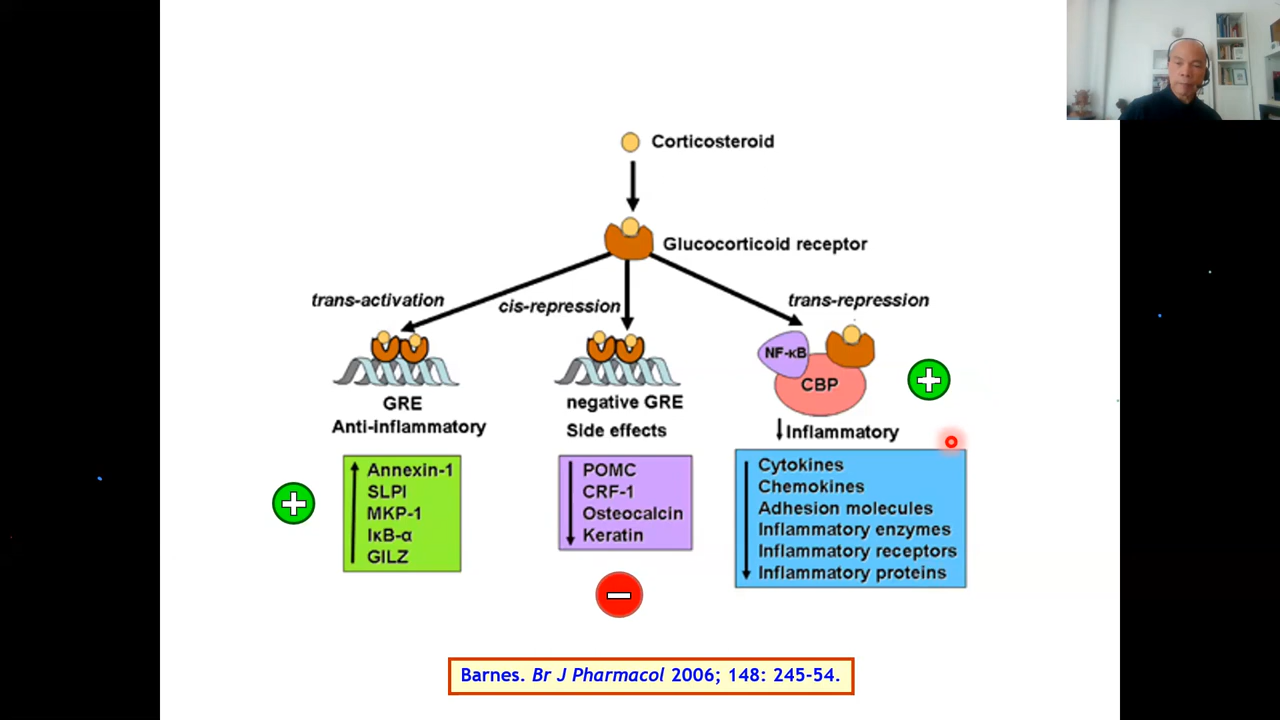 Corticosteroid
Glucocorticoid receptor
trans-activation
cis-repression
trans-repression
NF-κB
CBP
GRE
Anti-inflammatory
negative GRE
Side effects
↓Inflammatory
Annexin-1
SLPI
MKP-1
IκB-α
GILZ
POMC
CRF-1
Osteocalcin
Keratin
Cytokines
Chemokines
Adhesion molecules
Inflammatory enzymes
Inflammatory receptors
Inflammatory proteins
Barnes. Br J Pharmacol 2006; 148: 245-54.